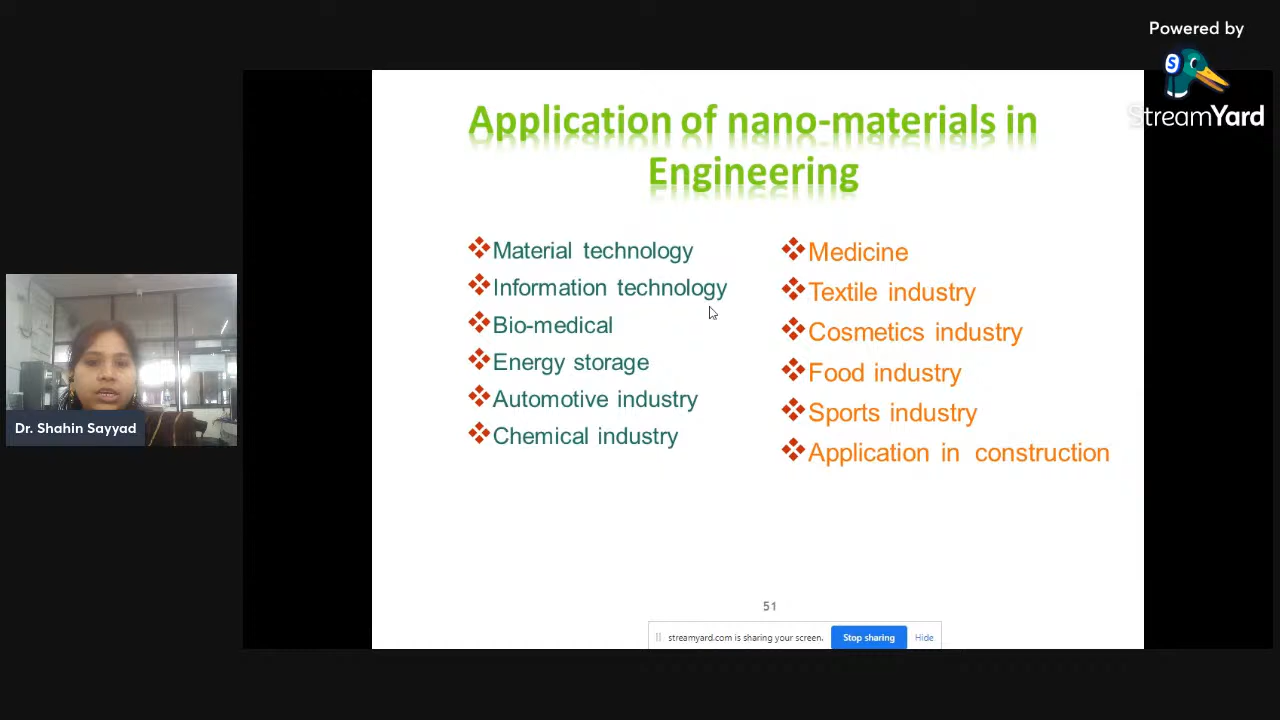 Powered by
StreamYard
Application of nano-materials in
Engineering
Material technology
Information technology
Bio-medical
Energy storage
Automotive industry
Chemical industry
Medicine
Textile industry
Cosmetics industry
Food industry
Sports industry
Application in construction
Dr. Shahin Sayyad
51
streamyard.com is sharing your screen.
Stop sharing
Hide